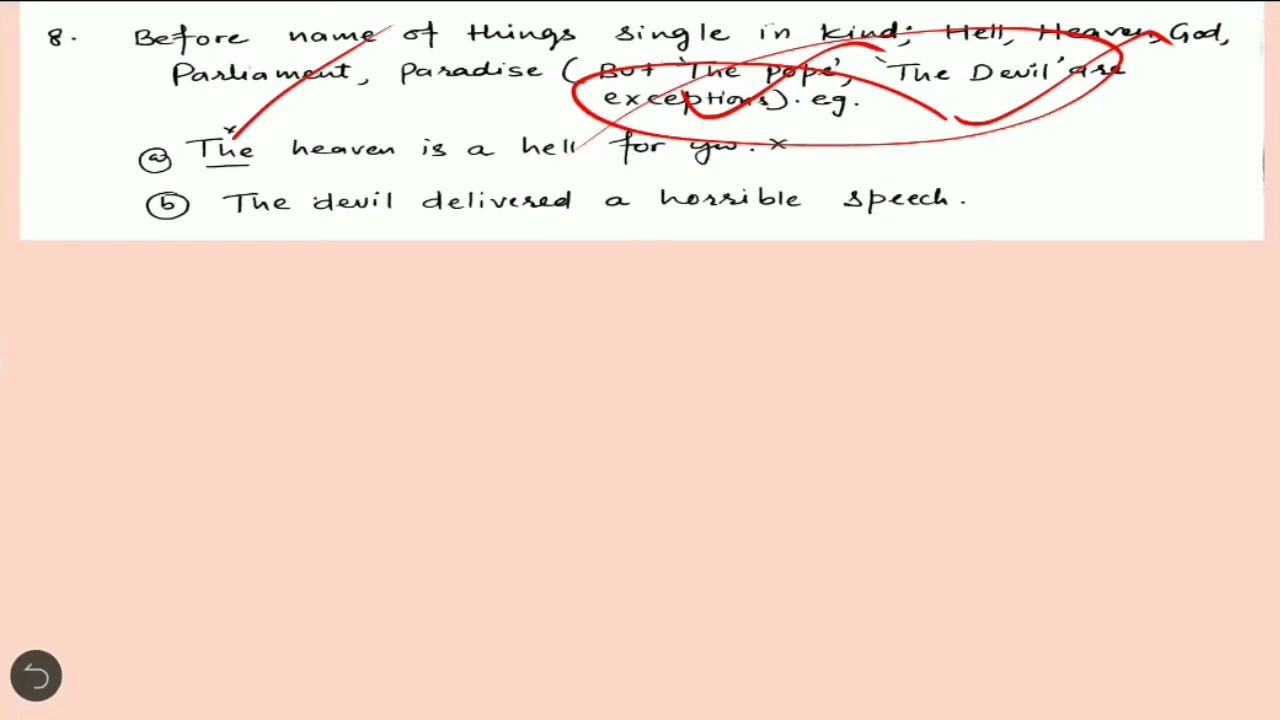 8. Before name of things single in kind; Hell, Heaven, God,
Parliament, Paradise (But 'The pope', 'The Devil' are
exceptions). eg.
(a) The heaven is a hell for you. ×
(b) The devil delivered a horrible speech.